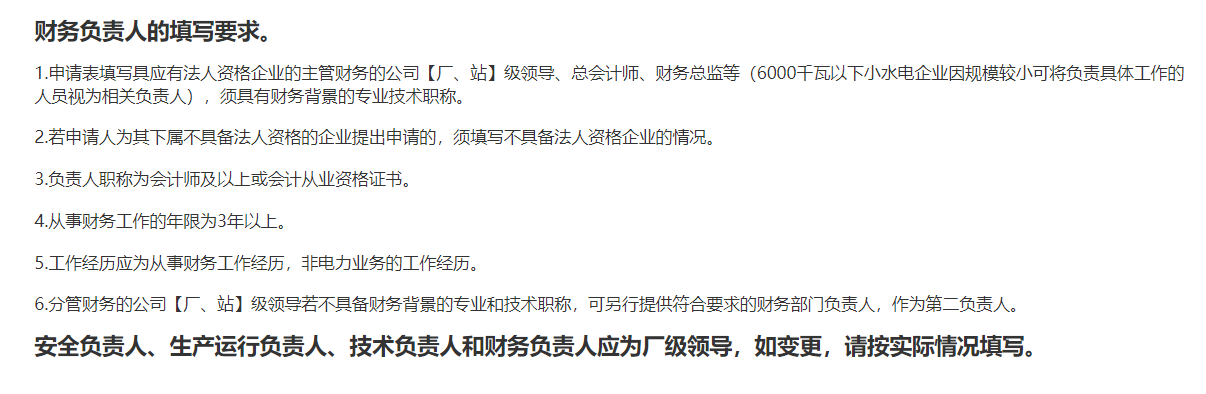 财务负责人的填写要求。
1.申请表填写具应有法人资格企业的主管财务的公司【厂、站】级领导、总会计师、财务总监等（6000千瓦以下小水电企业因规模较小可将负责具体工作的
人员视为相关负责人），须具有财务背景的专业技术职称。
2.若申请人为其下属不具备法人资格的企业提出申请的，须填写不具备法人资格企业的情况。
3.负责人职称为会计师及以上或会计从业资格证书。
4.从事财务工作的年限为3年以上。
5.工作经历应为从事财务工作经历，非电力业务的工作经历。
6.分管财务的公司【厂、站】级领导若不具备财务背景的专业和技术职称，可另行提供符合要求的财务部门负责人，作为第二负责人。
安全负责人、生产运行负责人、技术负责人和财务负责人应为厂级领导，如变更，请按实际情况填写。